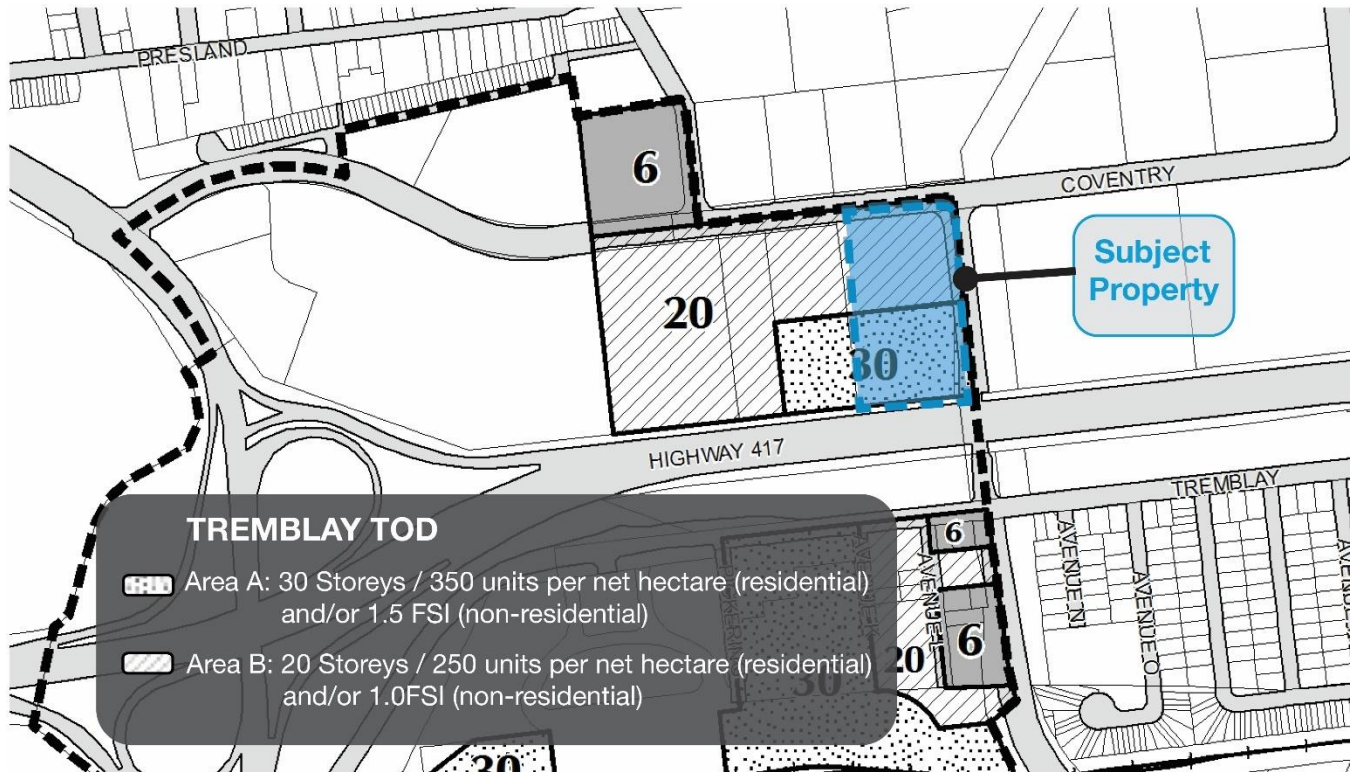 PRESLAND
6
COVENTRY
Subject
Property
20
30
HIGHWAY 417
TREMBLAY
TREMBLAY TOD
Area A: 30 Storeys / 350 units per net hectare (residential)
and/or 1.5 FSI (non-residential)
Area B: 20 Storeys / 250 units per net hectare (residential)
and/or 1.0FSI (non-residential)
6
AVENUE L
6
20
30
AVENUE N
AVENUE O
30